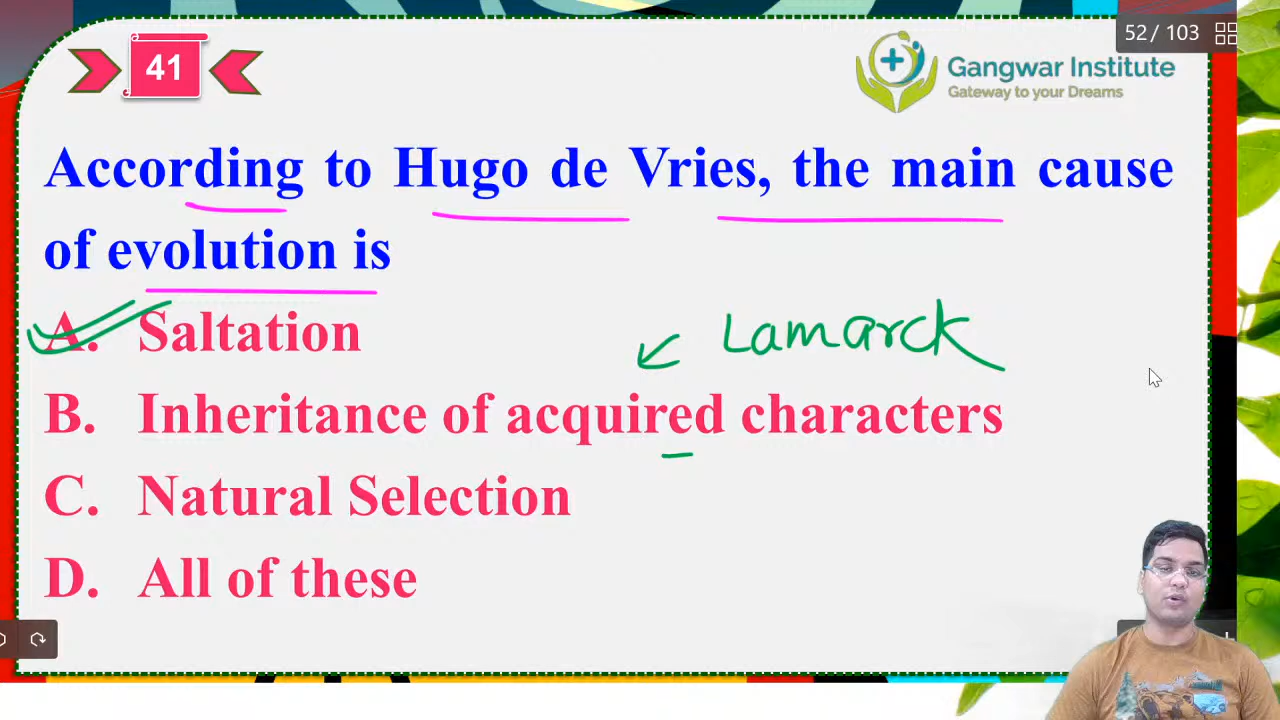 52 / 103
41
Gangwar Institute
Gateway to your Dreams
According to Hugo de Vries, the main cause
of evolution is
A. Saltation
Lamarck
B. Inheritance of acquired characters
C. Natural Selection
D. All of these